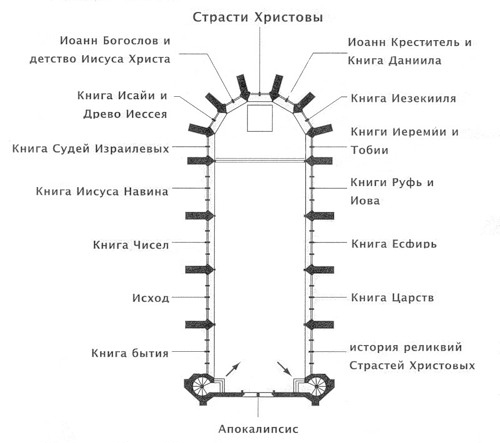 Страсти Христовы
Иоанн Богослов и
детство Иисуса Христа
Иоанн Креститель и
Книга Даниила
Книга Исайи и
Древо Иессея
Книга Иезекииля
Книга Судей Израилевых
Книги Иеремии и
Товии
Книга Иисуса Навина
Книги Руфь и
Иова
Книга Чисел
Книга Есфирь
Исход
Книга Царств
Книга бытия
история реликвий
Страстей Христовых
Апокалипсис